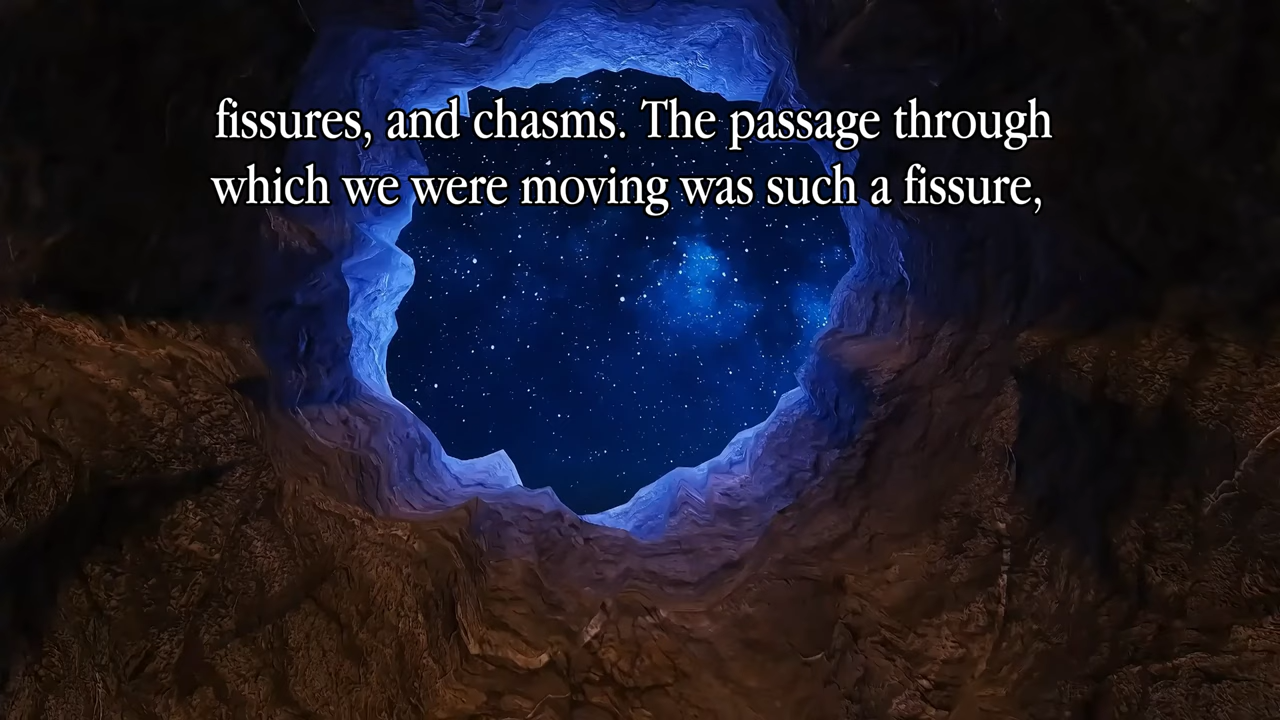 fissures, and chasms. The passage through
which we were moving was such a fissure,